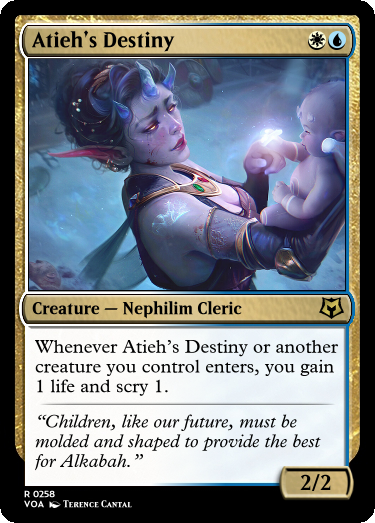 Atieh's Destiny
Creature — Nephilim Cleric
Whenever Atieh's Destiny or another
creature you control enters, you gain
1 life and scry 1.
“Children, like our future, must be
molded and shaped to provide the best
for Alkabah.”
2/2
R 0258
VOA Terence Cantal